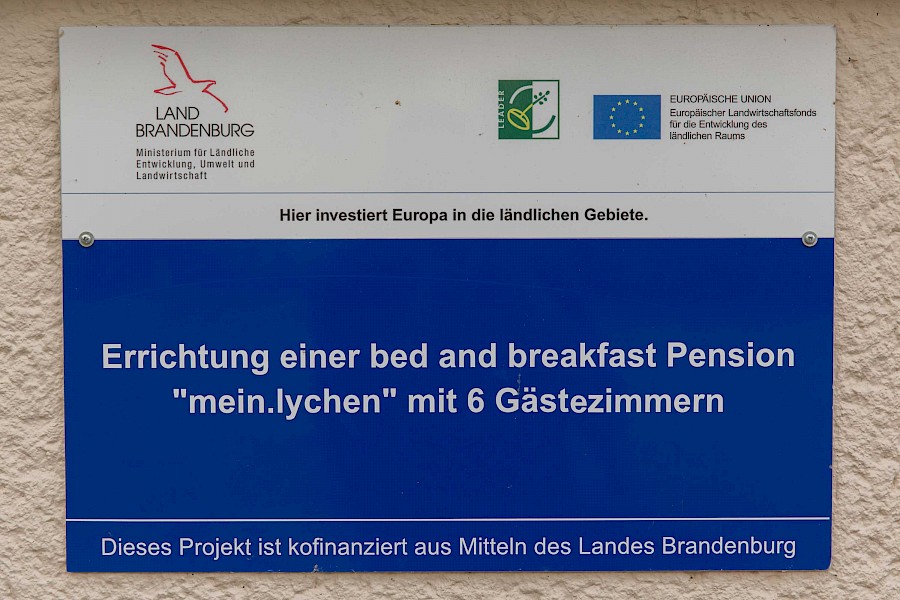 LAND
BRANDENBURG
Ministerium für Ländliche
Entwicklung, Umwelt und
Landwirtschaft
LEADER
EUROPÄISCHE UNION
Europäischer Landwirtschaftsfonds
für die Entwicklung des
ländlichen Raums
Hier investiert Europa in die ländlichen Gebiete.
Errichtung einer bed and breakfast Pension
"mein.lychen" mit 6 Gästezimmern
Dieses Projekt ist kofinanziert aus Mitteln des Landes Brandenburg